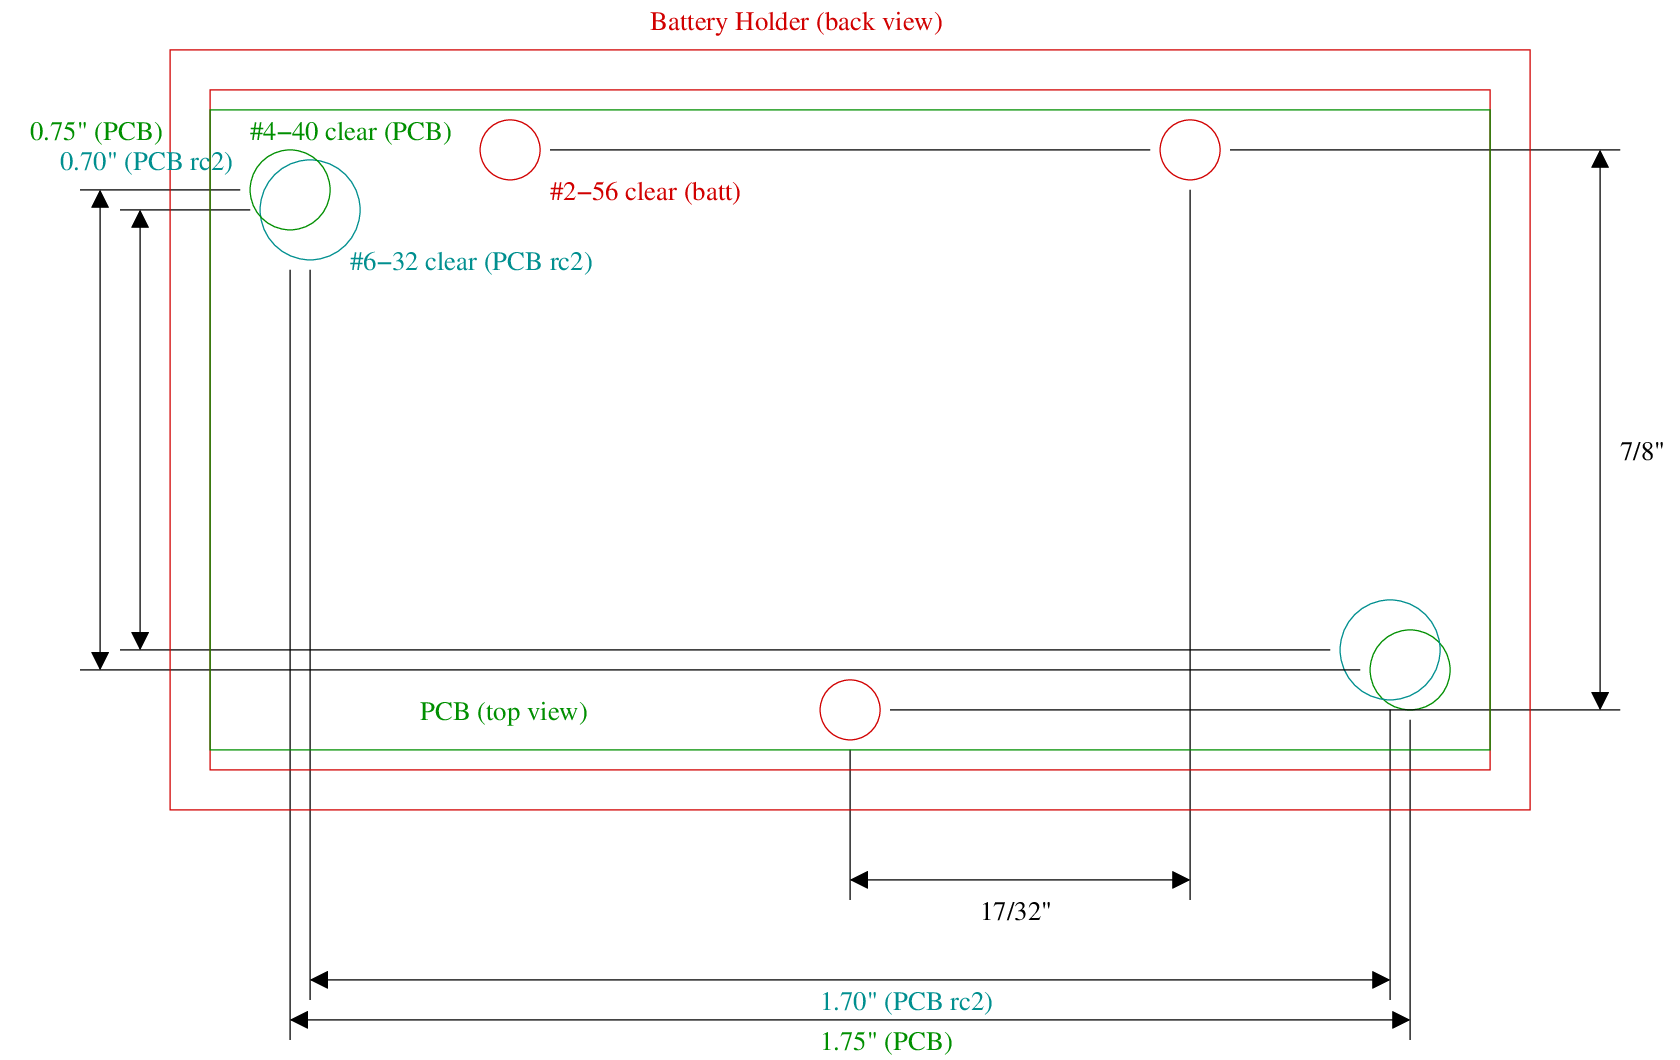 Battery Holder (back view)
0.75" (PCB)
#4−40 clear (PCB)
0.70" (PCB rc2)
#2−56 clear (batt)
#6−32 clear (PCB rc2)
7/8"
PCB (top view)
17/32"
1.70" (PCB rc2)
1.75" (PCB)